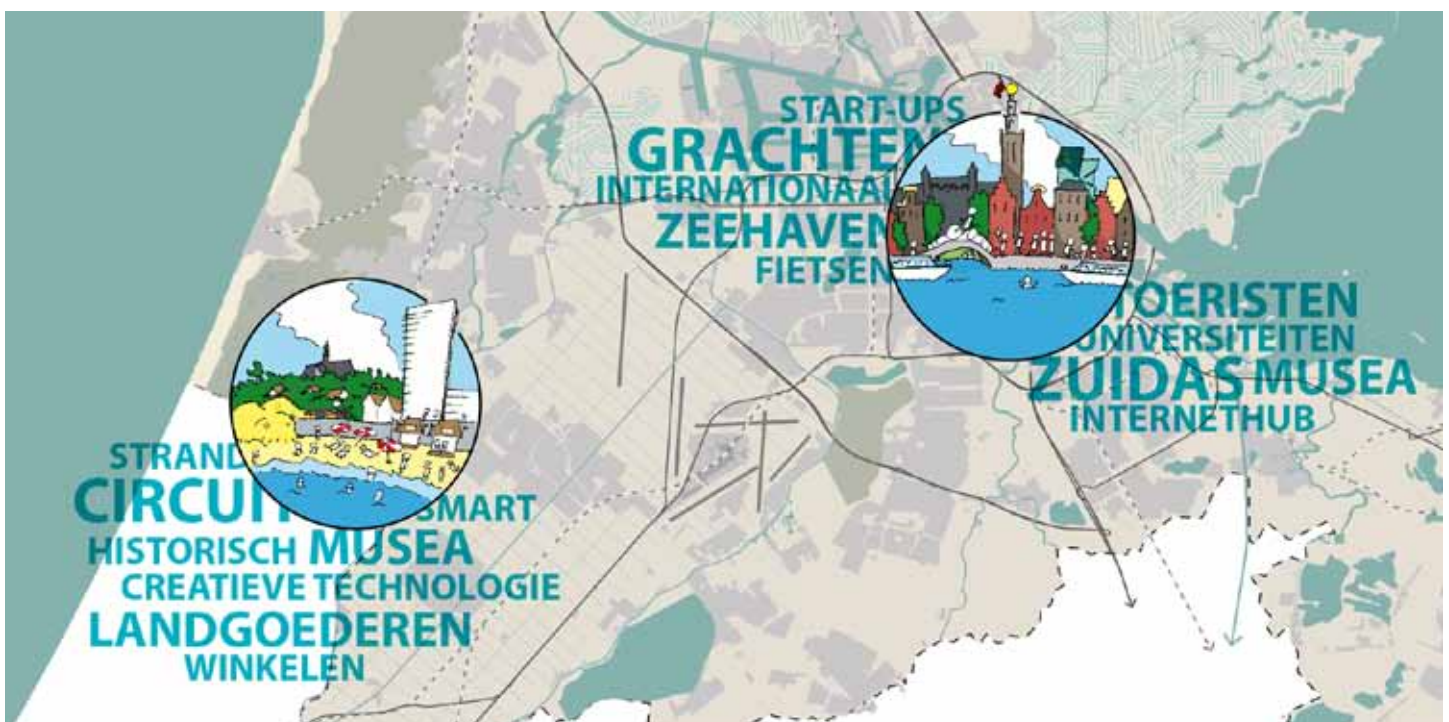 START-UPS
GRACHTEN
INTERNATIONAAL
ZEEHAVEN
FIETSEN
TOERISTEN
UNIVERSITEITEN
ZUIDAS MUSEA
INTERNETHUB
STRAND
CIRCUIT SMART
HISTORISCH MUSEA
CREATIEVE TECHNOLOGIE
LANDGOEDEREN
WINKELEN